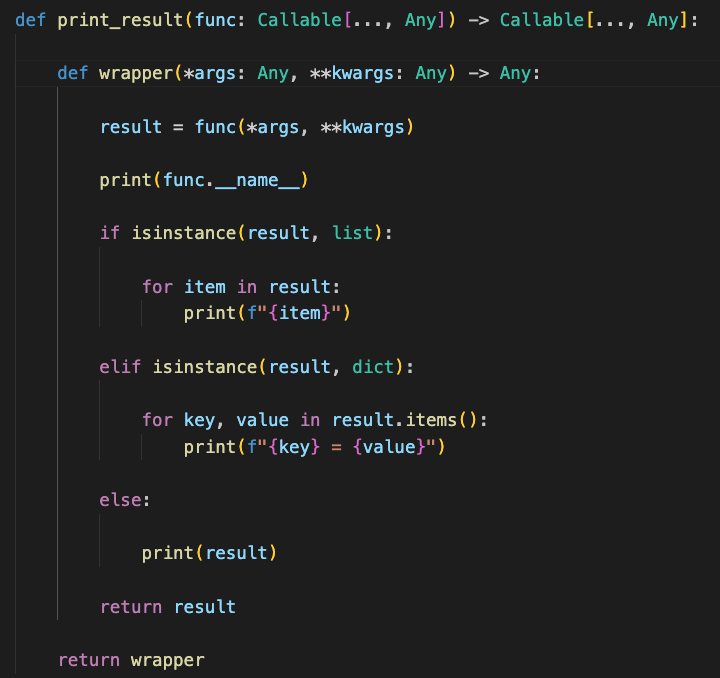 def print_result(func: Callable[..., Any]) -> Callable[..., Any]:
    def wrapper(*args: Any, **kwargs: Any) -> Any:
        result = func(*args, **kwargs)
        print(func.__name__)
        if isinstance(result, list):
            for item in result:
                print(f"{item}")
        elif isinstance(result, dict):
            for key, value in result.items():
                print(f"{key} = {value}")
        else:
            print(result)
        return result
    return wrapper